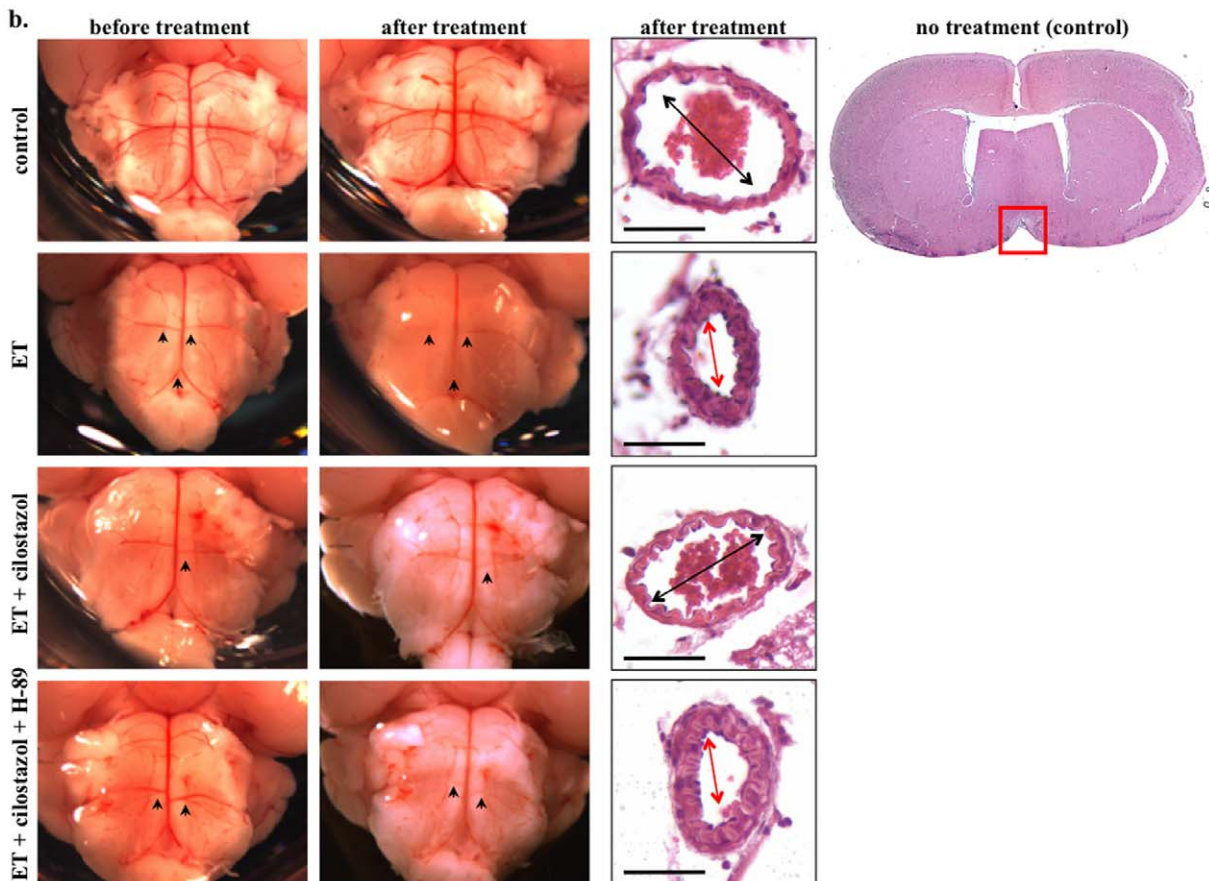 b.
before treatment
after treatment
after treatment
no treatment (control)
control
ET
ET + cilostazol
ET + cilostazol + H-89